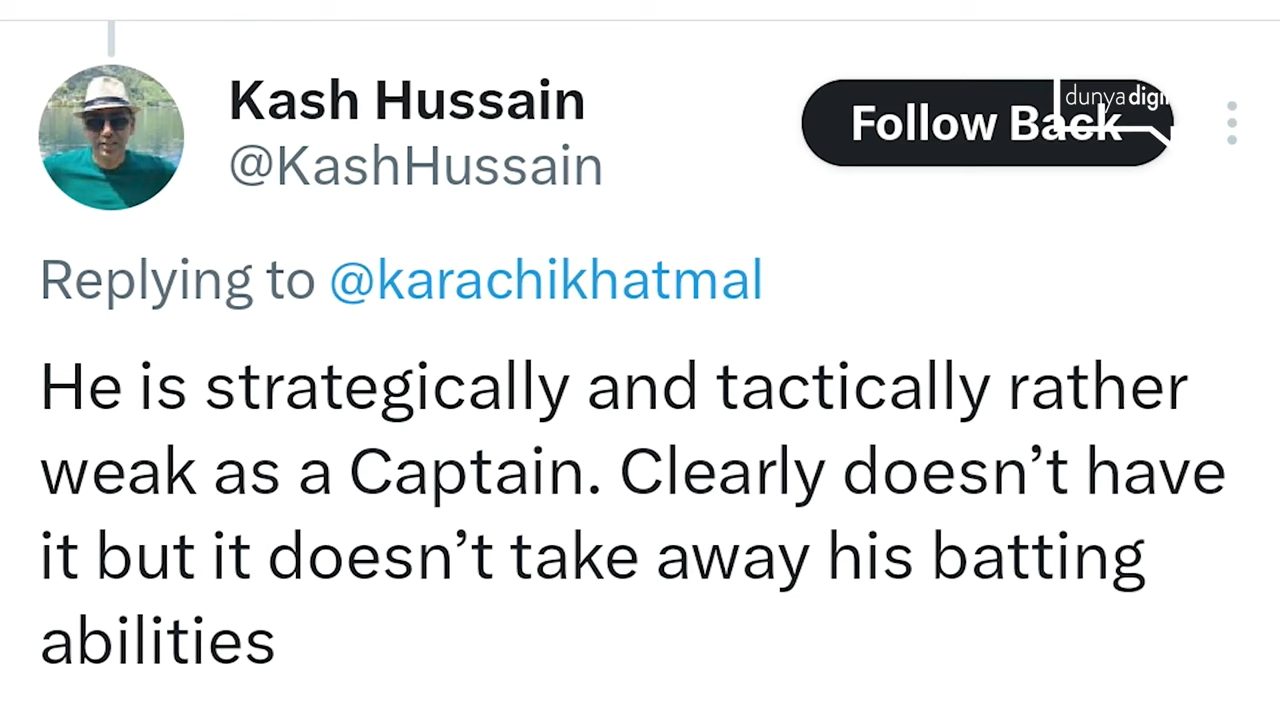 Kash Hussain
@KashHussain
Follow Back
dunya
Replying to @karachikhatmal
He is strategically and tactically rather
weak as a Captain. Clearly doesn’t have
it but it doesn’t take away his batting
abilities